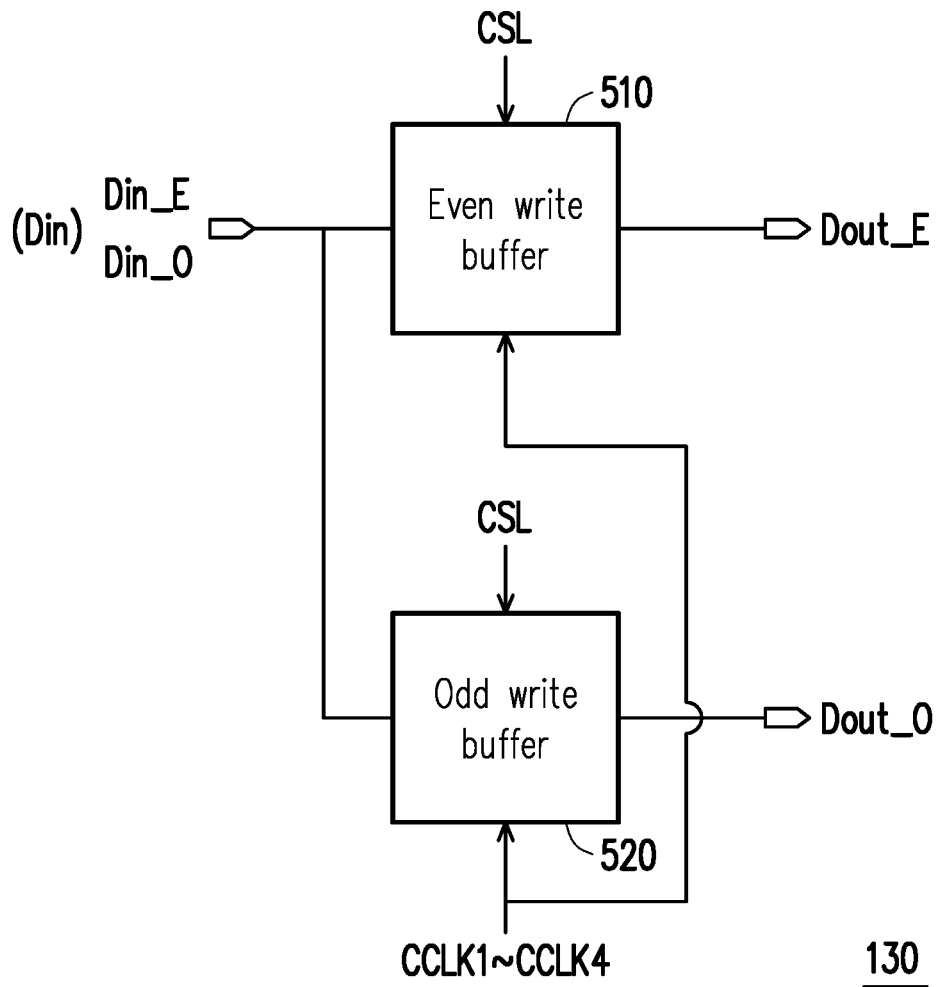 CSL
510
Din_E
(Din)
Din_O
Even write
buffer
Dout_E
CSL
Odd write
buffer
Dout_O
520
CCLK1~CCLK4
130